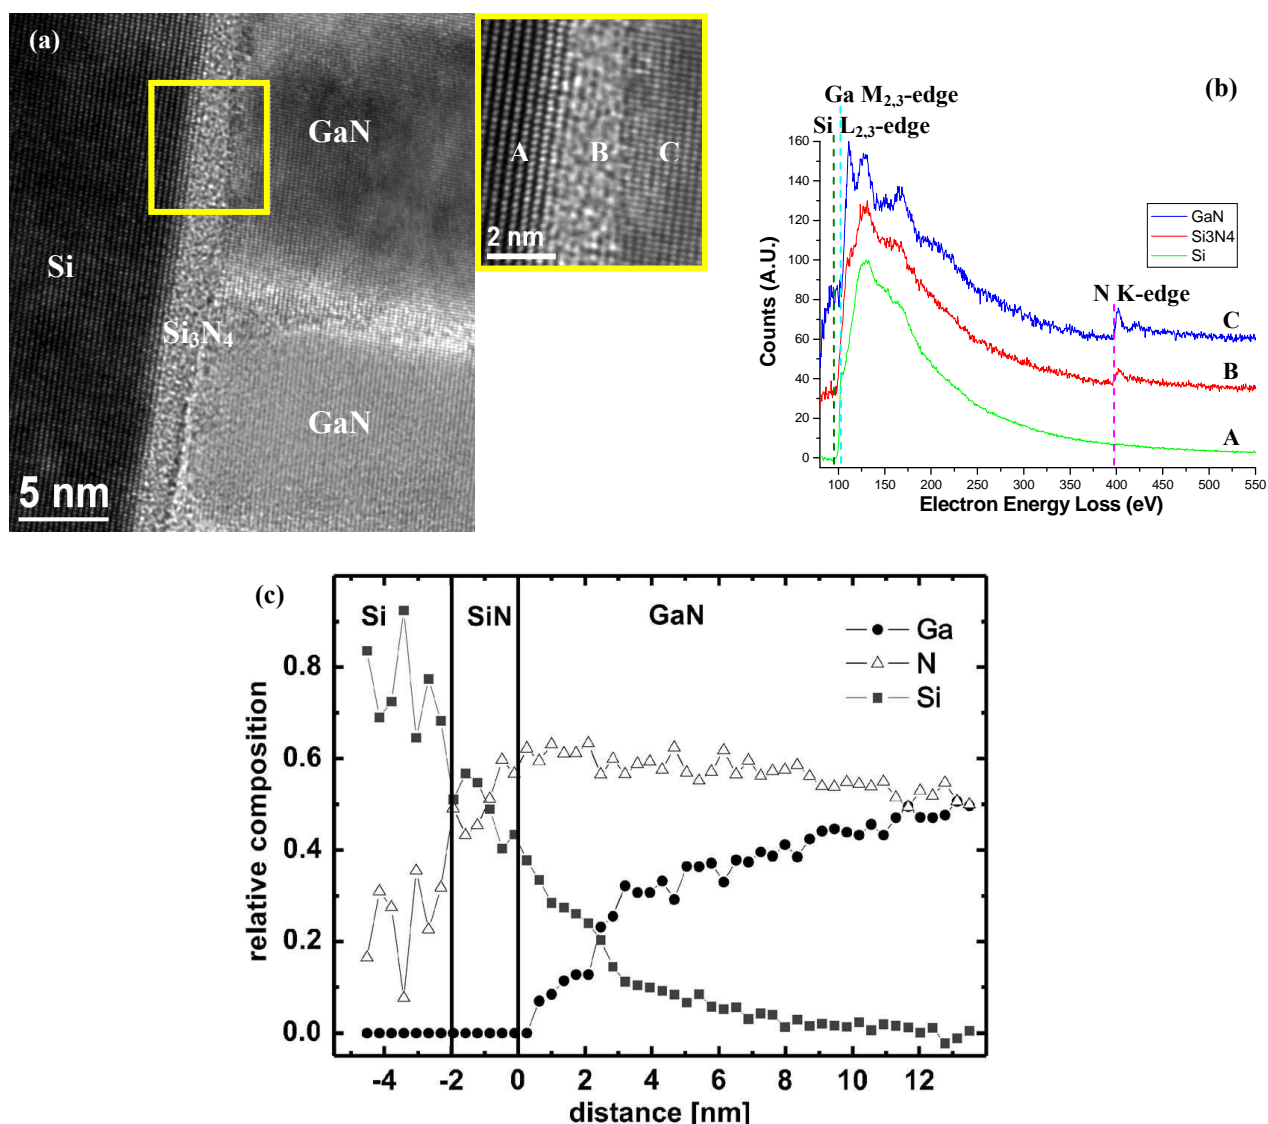 (a)
GaN
Si
Si₃N₄
GaN
5 nm
A B C
2 nm
(b)
Ga M₂,₃-edge
Si L₂,₃-edge
160
140
120
100
80
60
40
20
0
Counts (A.U.)
GaN
Si3N4
Si
N K-edge
C
B
A
100 150 200 250 300 350 400 450 500 550
Electron Energy Loss (eV)
(c)
Si SiN GaN
Ga
N
Si
0.8
0.6
0.4
0.2
0.0
relative composition
-4 -2 0 2 4 6 8 10 12
distance [nm]